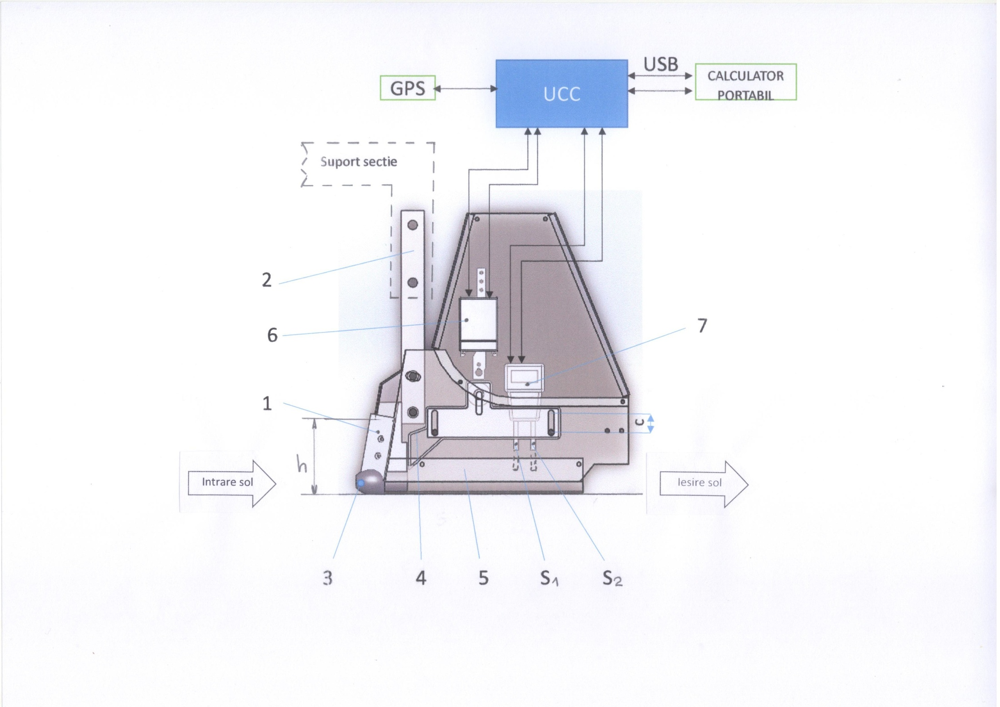 USB
CALCULATOR
PORTABIL
GPS
UCC
Suport sectie
2
6
7
1
c
h
Intrare sol
Iesire sol
3
4
5
S1
S2